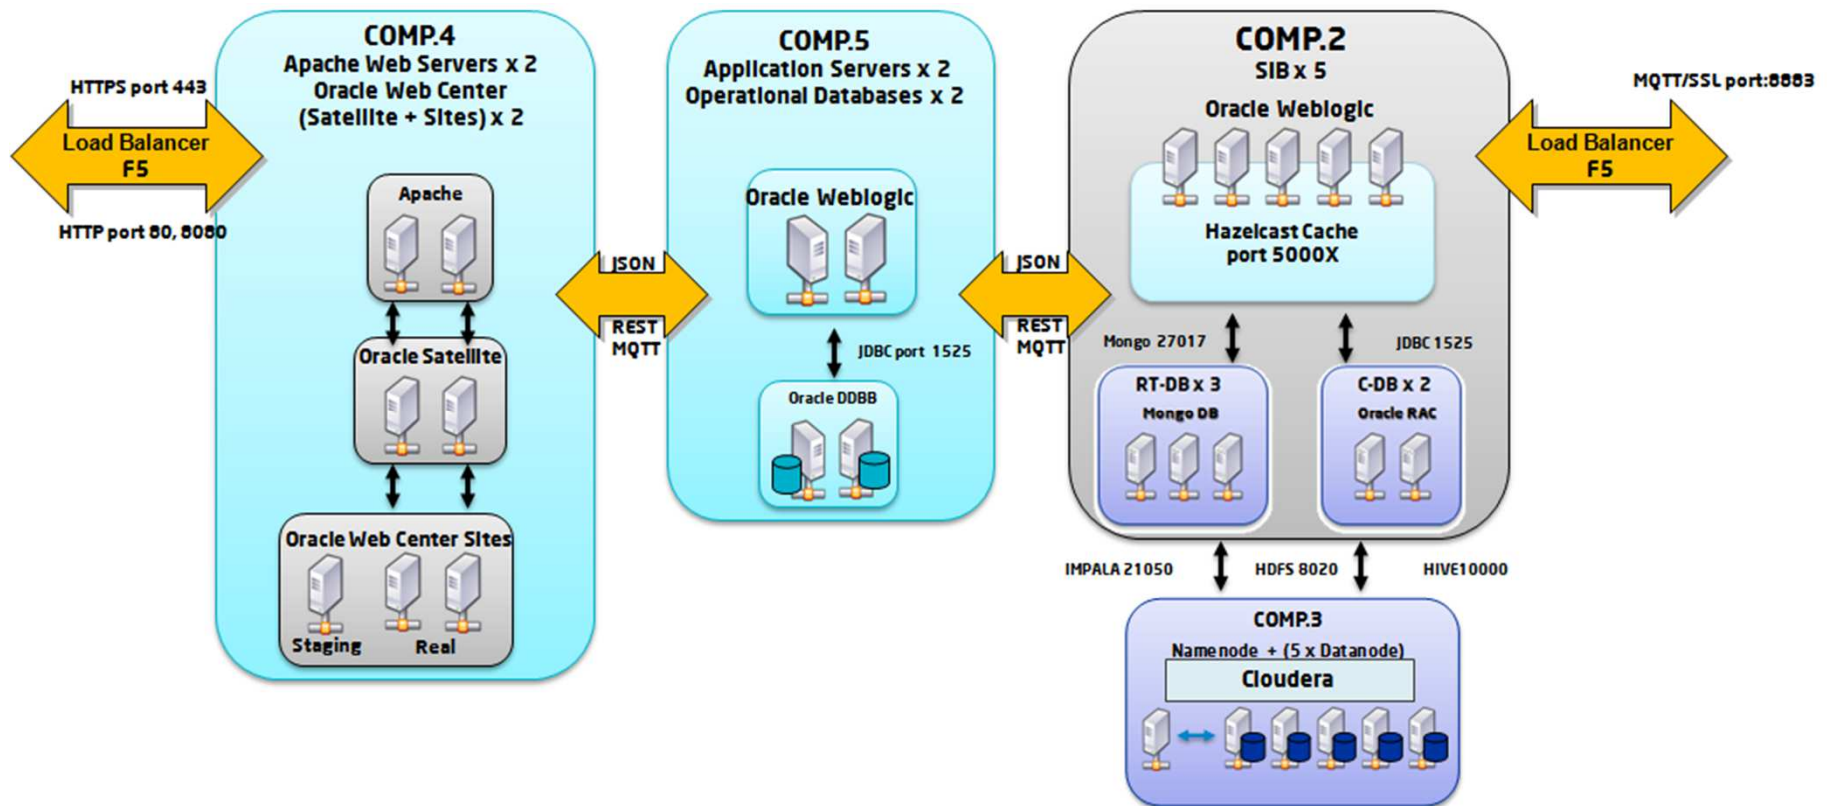 HTTPS port 443
Load Balancer
F5
HTTP port 80, 8080
COMP.4
Apache Web Servers x 2
Oracle Web Center
(Satellite + Sites) x 2
Apache
Oracle Satellite
Oracle Web Center Sites
Staging
Real
JSON
REST
MQTT
COMP.5
Application Servers x 2
Operational Databases x 2
Oracle Weblogic
JDBC port 1525
Oracle DDBB
JSON
REST
MQTT
COMP.2
SIB x 5
Oracle Weblogic
Hazelcast Cache
port 5000X
Mongo 27017
JDBC 1525
RT-DB x 3
Mongo DB
C-DB x 2
Oracle RAC
MQTT/SSL port:8883
Load Balancer
F5
IMPALA 21050
HDFS 8020
HIVE10000
COMP.3
Namenode + (5 x Datanode)
Cloudera